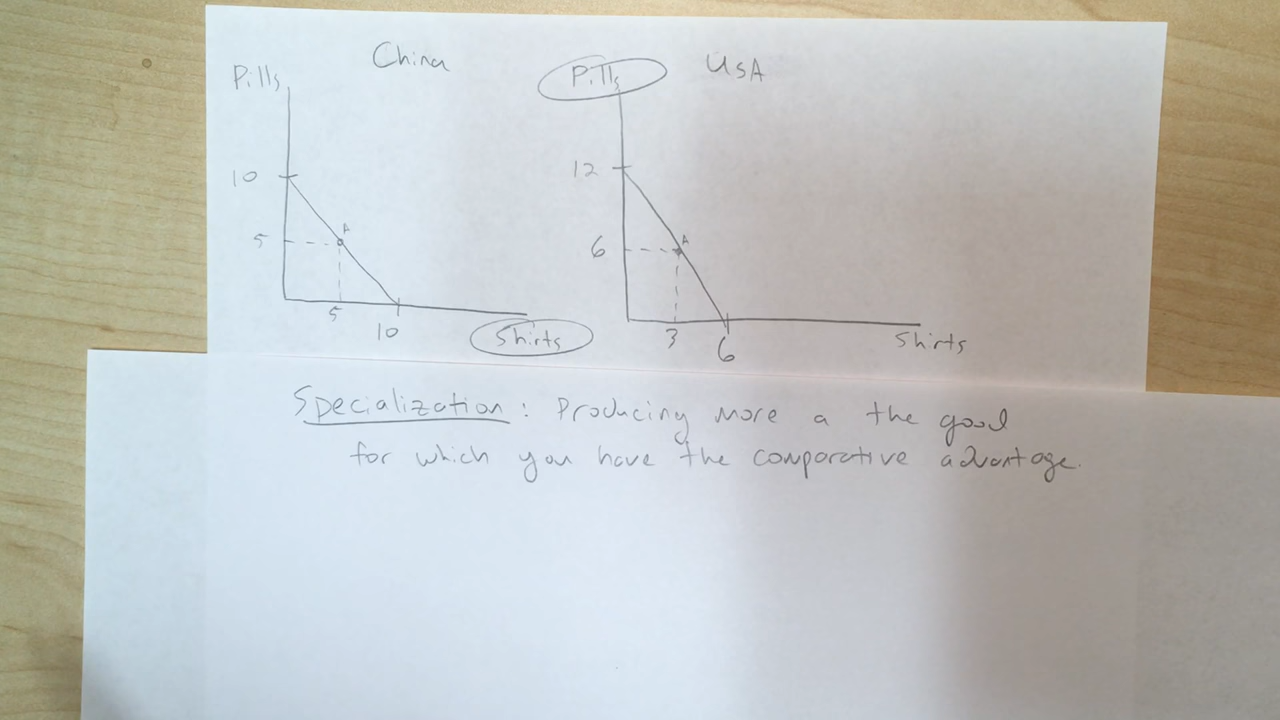 China
USA
Pills
Pills
10
12
A
A
5
6
5
3
10
6
Shirts
Shirts
Specialization: Producing more a the good
for which you have the comparative advantage.